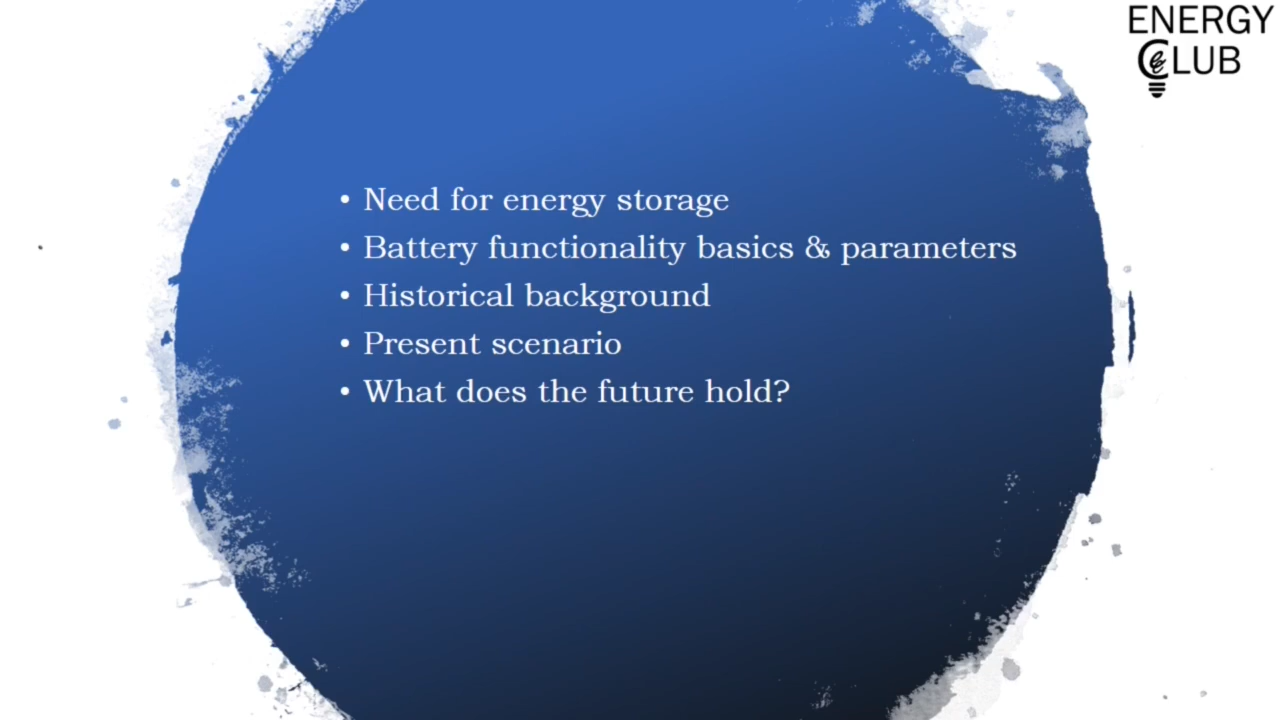 ENERGY
CLUB
• Need for energy storage
• Battery functionality basics & parameters
• Historical background
• Present scenario
• What does the future hold?